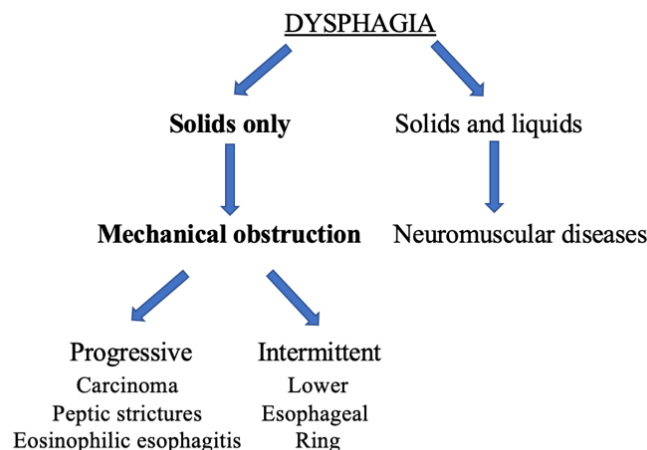 DYSPHAGIA
Solids only
Solids and liquids
Mechanical obstruction
Neuromuscular diseases
Progressive
Carcinoma
Peptic strictures
Eosinophilic esophagitis
Intermittent
Lower
Esophageal
Ring